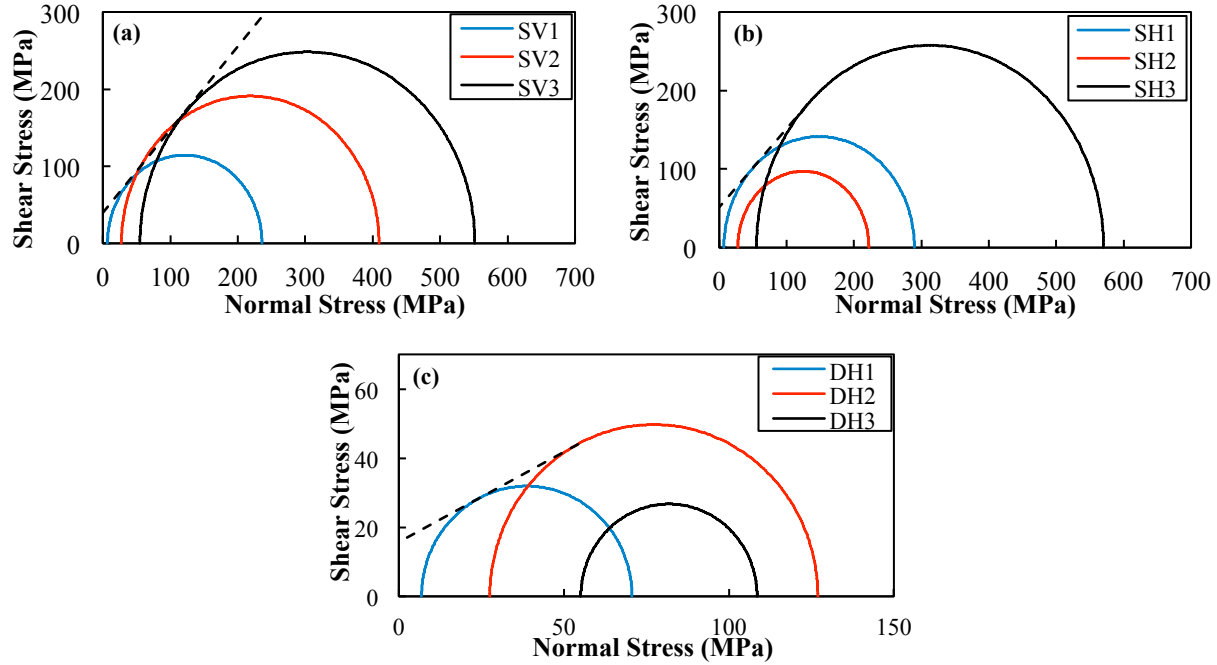 (a)
SV1
SV2
SV3
Shear Stress (MPa)
300
200
100
0
0 100 200 300 400 500 600 700
Normal Stress (MPa)
(b)
SH1
SH2
SH3
Shear Stress (MPa)
300
250
200
150
100
50
0
0 100 200 300 400 500 600 700
Normal Stress (MPa)
(c)
DH1
DH2
DH3
Shear Stress (MPa)
60
40
20
0
0 50 100 150
Normal Stress (MPa)